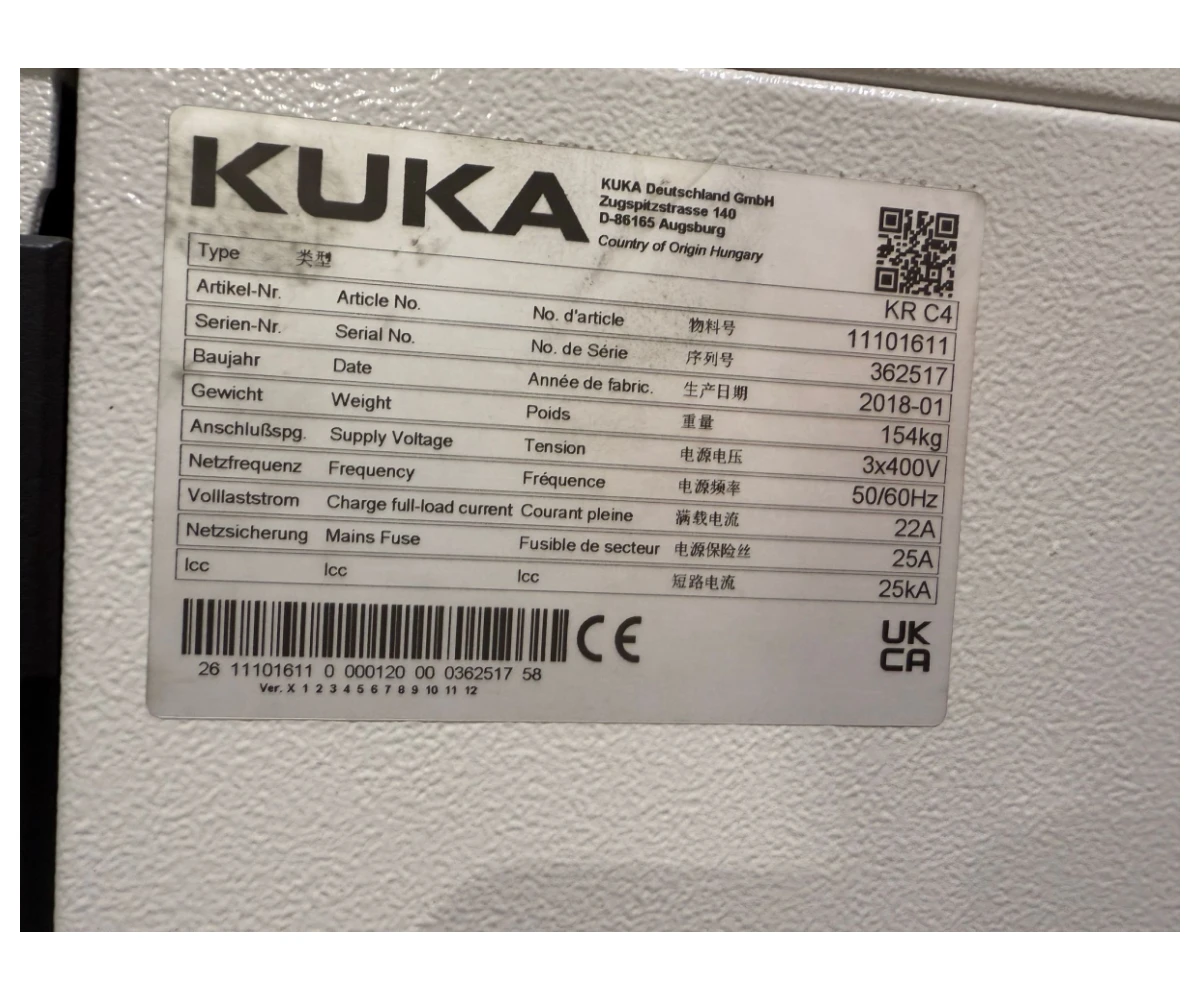 KUKA
KUKA Deutschland GmbH
Zugspitzstrasse 140
D-86165 Augsburg
Country of Origin Hungary
Type 类型 KR C4
Artikel-Nr. Article No. No. d'article 物料号 11101611
Serien-Nr. Serial No. No. de Série 序列号 362517
Baujahr Date Année de fabric. 生产日期 2018-01
Gewicht Weight Poids 重量 154kg
Anschlußspg. Supply Voltage Tension 电源电压 3x400V
Netzfrequenz Frequency Fréquence 电源频率 50/60Hz
Volllaststrom Charge full-load current Courant pleine 满载电流 22A
Netzsicherung Mains Fuse Fusible de secteur 电源保险丝 25A
Icc Icc Icc 短路电流 25kA
CE
UK
CA
26 11101611 0 000120 00 0362517 58
Ver. X 1 2 3 4 5 6 7 8 9 10 11 12